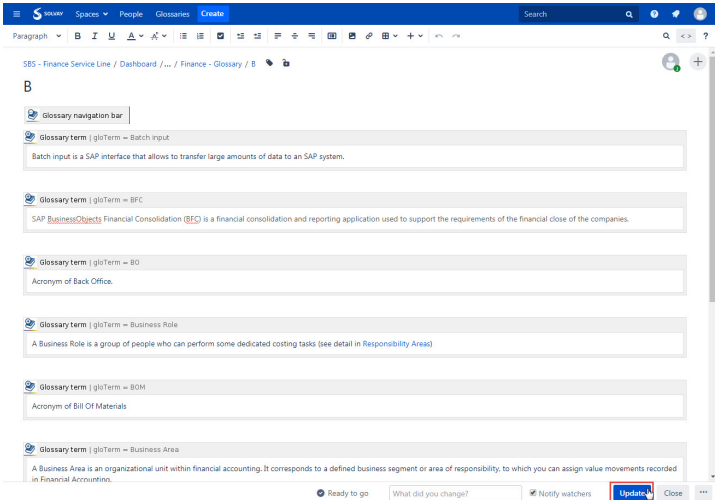 SOLVAY Spaces People Glossaries Create Search
Paragraph B I U A
SBS - Finance Service Line / Dashboard /... / Finance - Glossary / B
B
Glossary navigation bar
Glossary term | gloTerm = Batch input
Batch input is a SAP interface that allows to transfer large amounts of data to an SAP system.
Glossary term | gloTerm = BFC
SAP BusinessObjects Financial Consolidation (BFC) is a financial consolidation and reporting application used to support the requirements of the financial close of the companies.
Glossary term | gloTerm = BO
Acronym of Back Office.
Glossary term | gloTerm = Business Role
A Business Role is a group of people who can perform some dedicated costing tasks (see detail in Responsibility Areas)
Glossary term | gloTerm = BOM
Acronym of Bill Of Materials
Glossary term | gloTerm = Business Area
A Business Area is an organizational unit within financial accounting. It corresponds to a defined business segment or area of responsibility. to which you can assign value movements recorded
in Financial Accounting.
Ready to go What did you change? Notify watchers Update Close ...